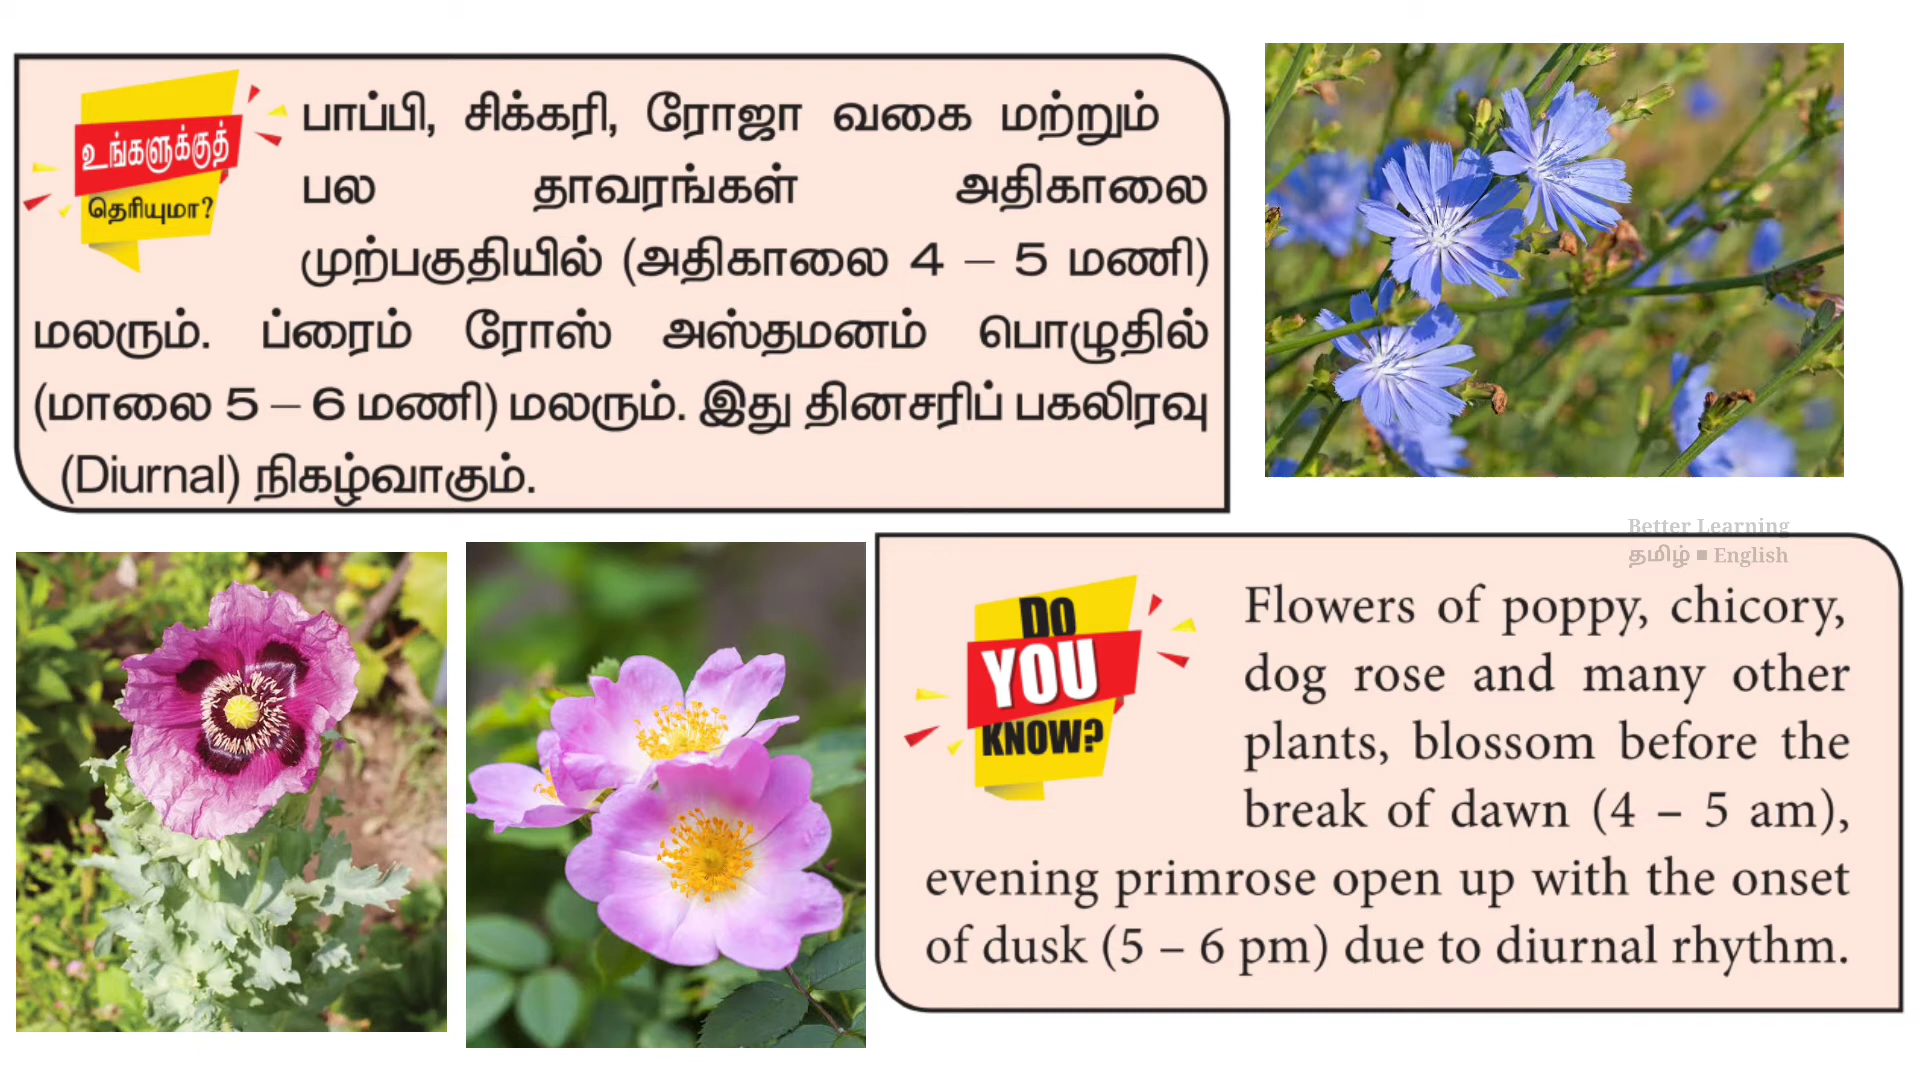 உங்களுக்குத்
தெரியுமா?
பாப்பி, சிக்கரி, ரோஜா வகை மற்றும்
பல தாவரங்கள் அதிகாலை
முற்பகுதியில் (அதிகாலை 4 – 5 மணி)
மலரும். ப்ரைம் ரோஸ் அஸ்தமனம் பொழுதில்
(மாலை 5 – 6 மணி) மலரும். இது தினசரிப் பகலிரவு
(Diurnal) நிகழ்வாகும்.
Better Learning
தமிழ் ■ English
DO
YOU
KNOW?
Flowers of poppy, chicory,
dog rose and many other
plants, blossom before the
break of dawn (4 – 5 am),
evening primrose open up with the onset
of dusk (5 – 6 pm) due to diurnal rhythm.